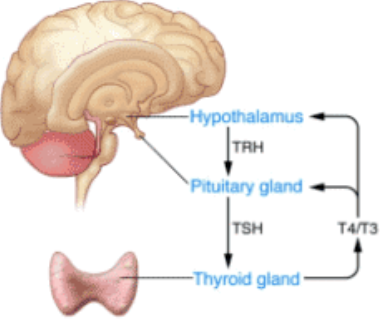 Hypothalamus
TRH
Pituitary gland
TSH
T4/T3
Thyroid gland